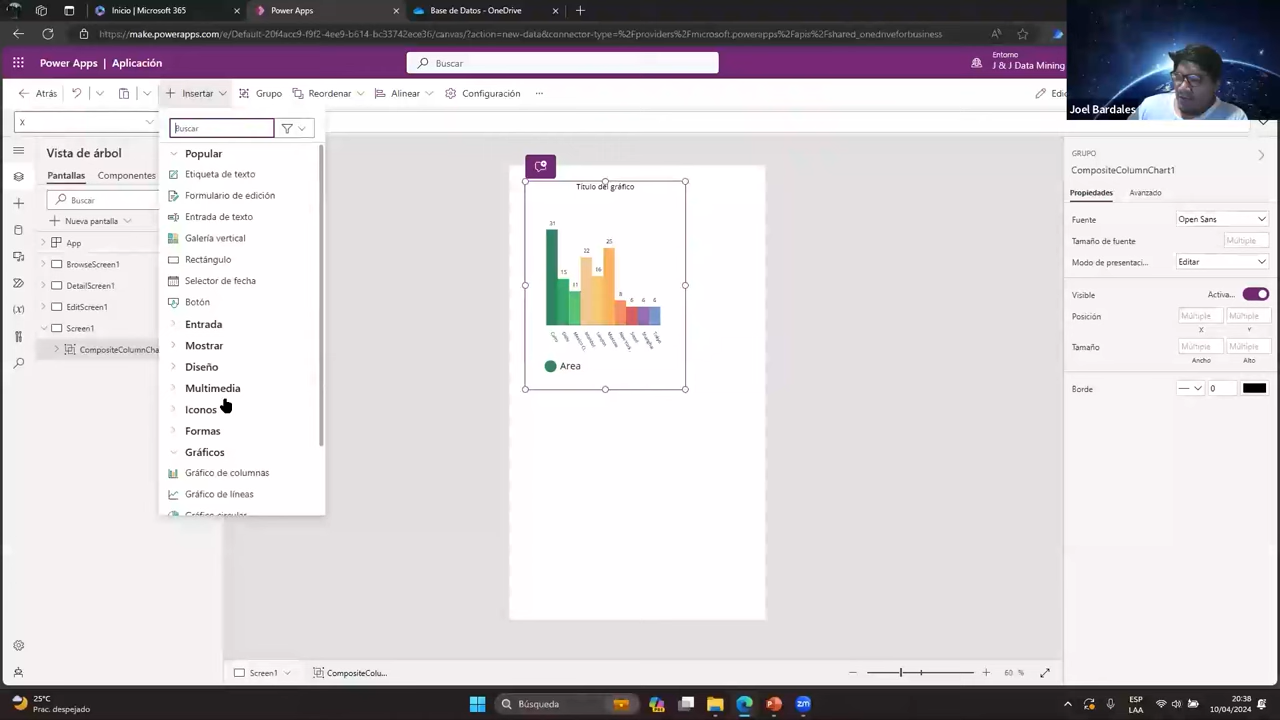 Inicio | Microsoft 365
Power Apps
Base de Datos - OneDrive
https://make.powerapps.com/e/Default-20f4acc9-f9f2-4ee9-b614-bc33742ece36/canvas/?action=new-data&connector-type=%2Fproviders%2Fmicrosoft.powerapps%2Fapis%2Fshared_onedriveforbusiness
Power Apps | Aplicación
Buscar
Entorno
J & J Data Mining
Joel Bardales
Atrás
Insertar
Grupo
Reordenar
Alinear
Configuración
X
Buscar
Popular
Etiqueta de texto
Formulario de edición
Entrada de texto
Galería vertical
Rectángulo
Selector de fecha
Botón
Entrada
Mostrar
Diseño
Multimedia
Iconos
Formas
Gráficos
Gráfico de columnas
Gráfico de líneas
Gráfico circular
Vista de árbol
Pantallas
Componentes
Buscar
Nueva pantalla
App
BrowseScreen1
DetailScreen1
EditScreen1
Screen1
CompositeColumnCha
Título del gráfico
31
15
11
22
16
25
8
6
6
6
Area
GRUPO
CompositeColumnChart1
Propiedades
Avanzado
Fuente
Open Sans
Tamaño de fuente
Múltiple
Modo de presentaci...
Editar
Visible
Activa...
Posición
Múltiple
Múltiple
X
Y
Tamaño
Múltiple
Múltiple
Ancho
Alto
Borde
0
Screen1
CompositeColu...
60 %
25°C
Prac. despejado
Búsqueda
ESP
LAA
20:38
10/04/2024